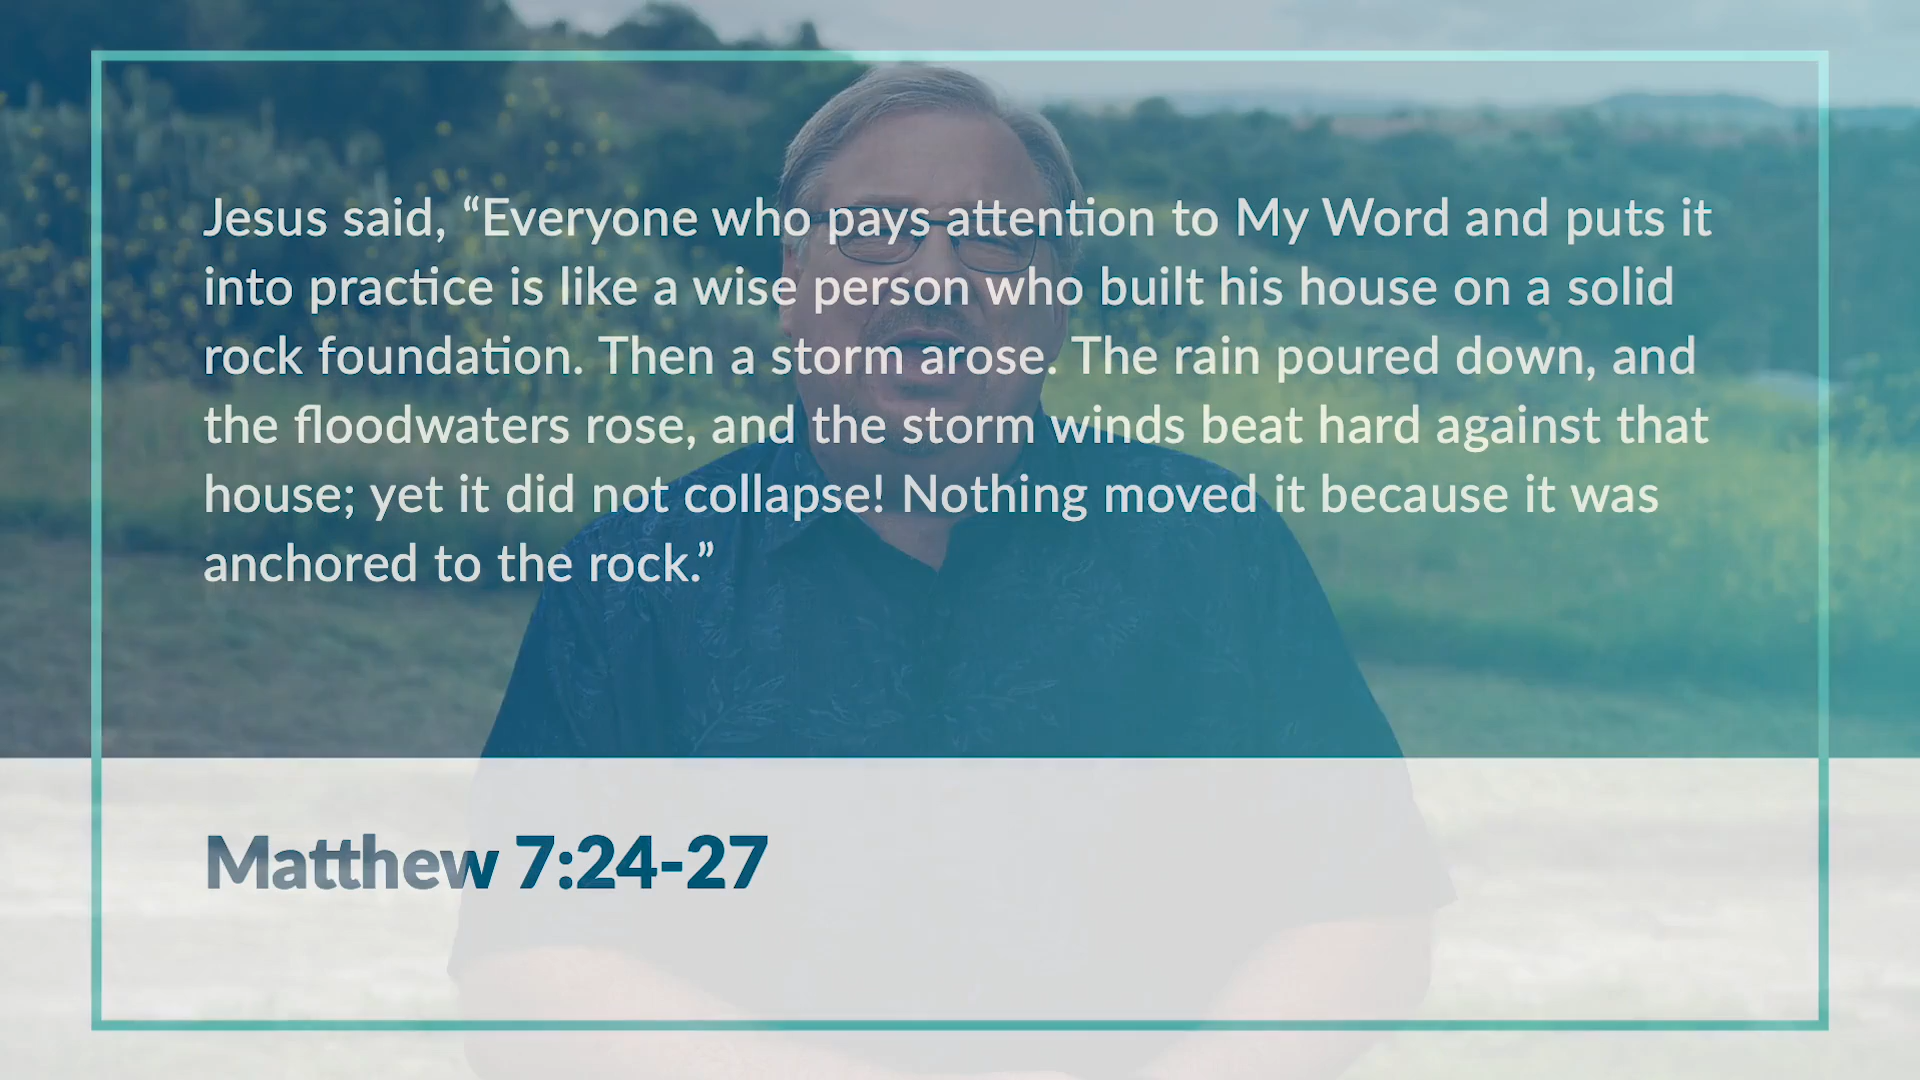 Jesus said, “Everyone who pays attention to My Word and puts it
into practice is like a wise person who built his house on a solid
rock foundation. Then a storm arose. The rain poured down, and
the floodwaters rose, and the storm winds beat hard against that
house; yet it did not collapse! Nothing moved it because it was
anchored to the rock.”
Matthew 7:24-27